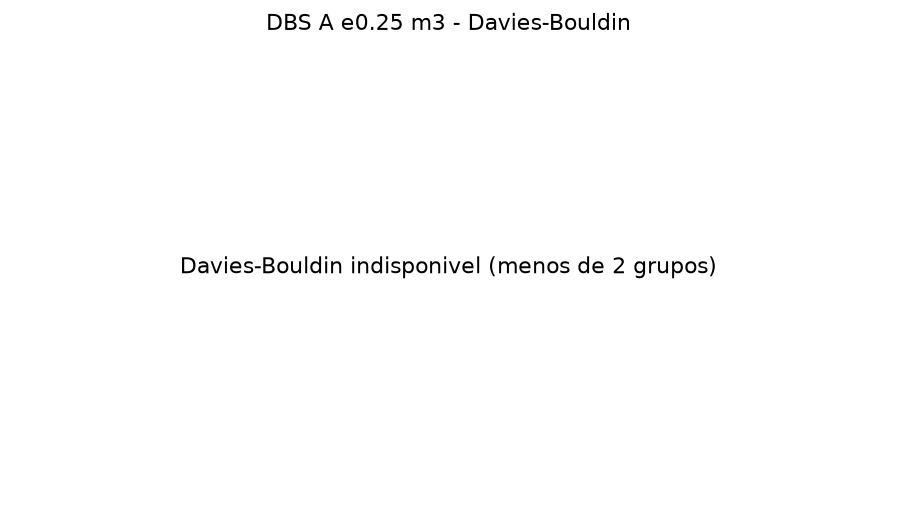 DBS A e0.25 m3 - Davies-Bouldin
Davies-Bouldin indisponivel (menos de 2 grupos)